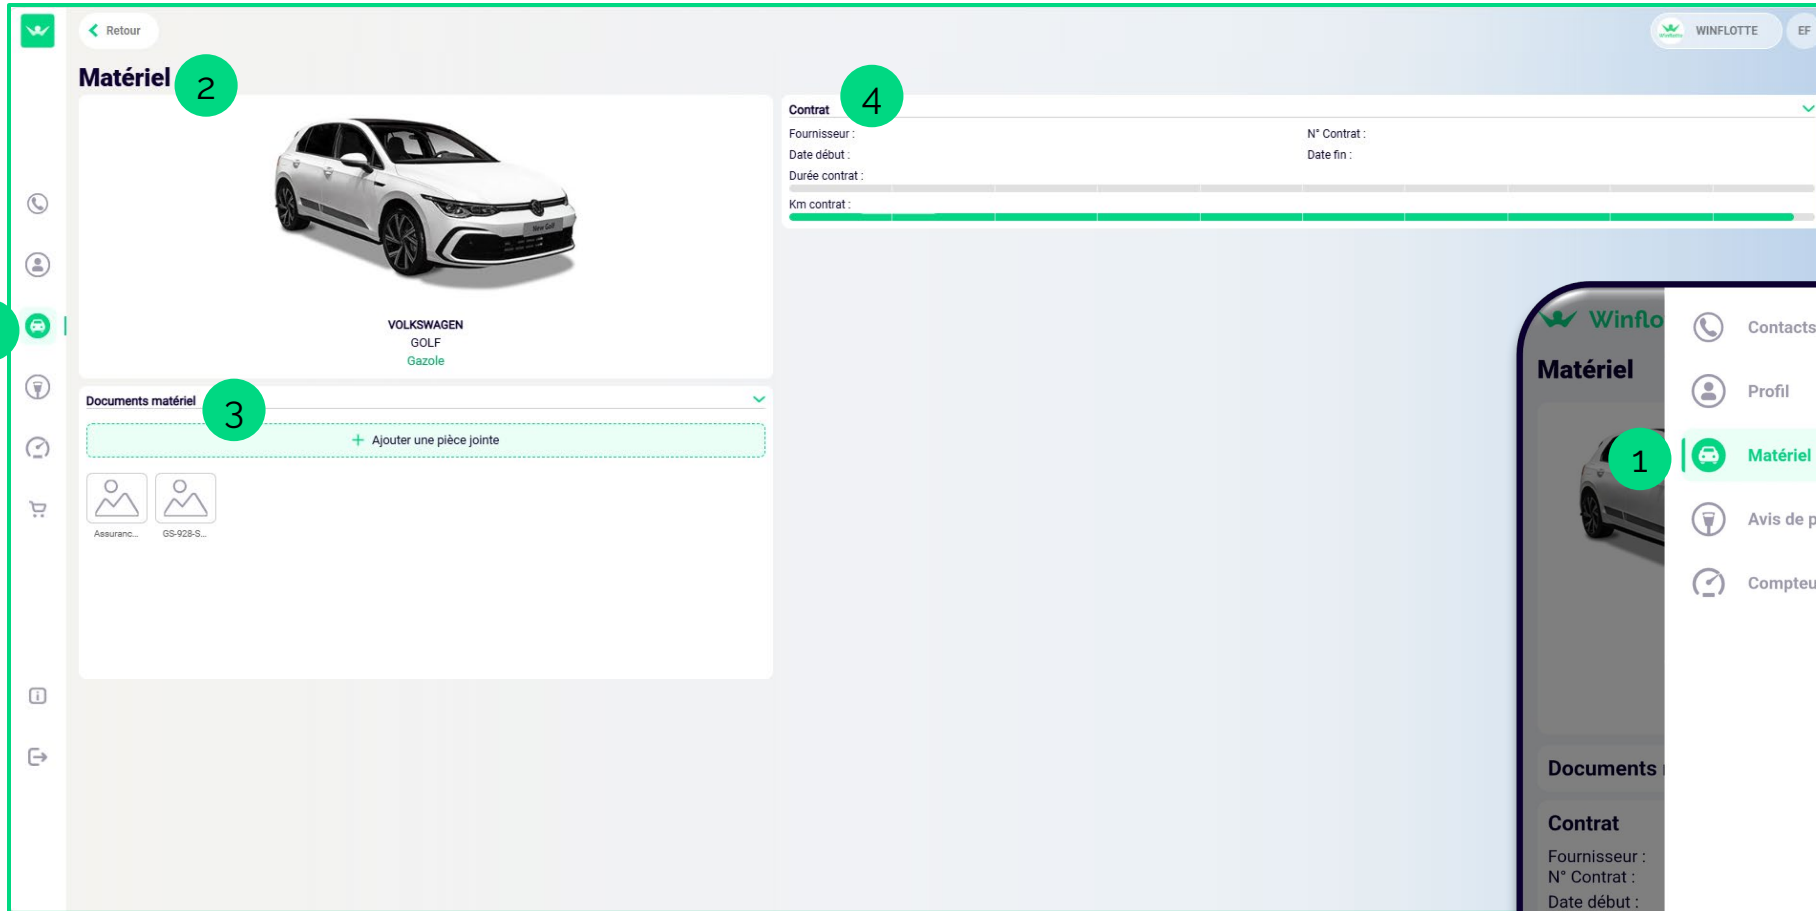 Retour
WINFLOTTE
EF
Matériel
2
New Golf
VOLKSWAGEN
GOLF
Gazole
Documents matériel
3
+ Ajouter une pièce jointe
Assuranc...
GS-928-S...
Contrat
4
Fournisseur :
N° Contrat :
Date début :
Date fin :
Durée contrat :
Km contrat :
Winflo
Matériel
Documents
Contrat
Fournisseur :
N° Contrat :
Date début :
Contacts
Profil
1
Matériel
Avis de p
Compteu